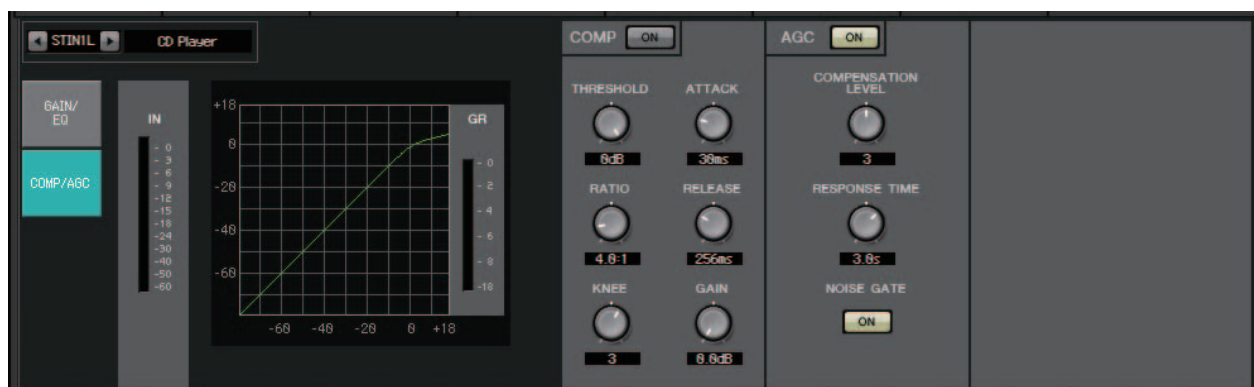 STIN1L CD Player
GAIN/
EQ
COMP/AGC
IN
- 0
- 3
- 6
- 9
-12
-15
-18
-24
-30
-40
-50
-60
+18
0
-20
-40
-60
-60 -40 -20 0 +18
GR
- 0
- 2
- 4
- 6
- 8
-18
COMP ON
THRESHOLD ATTACK
0dB 30ms
RATIO RELEASE
4.0:1 256ms
KNEE GAIN
3 0.0dB
AGC ON
COMPENSATION
LEVEL
3
RESPONSE TIME
3.0s
NOISE GATE
ON